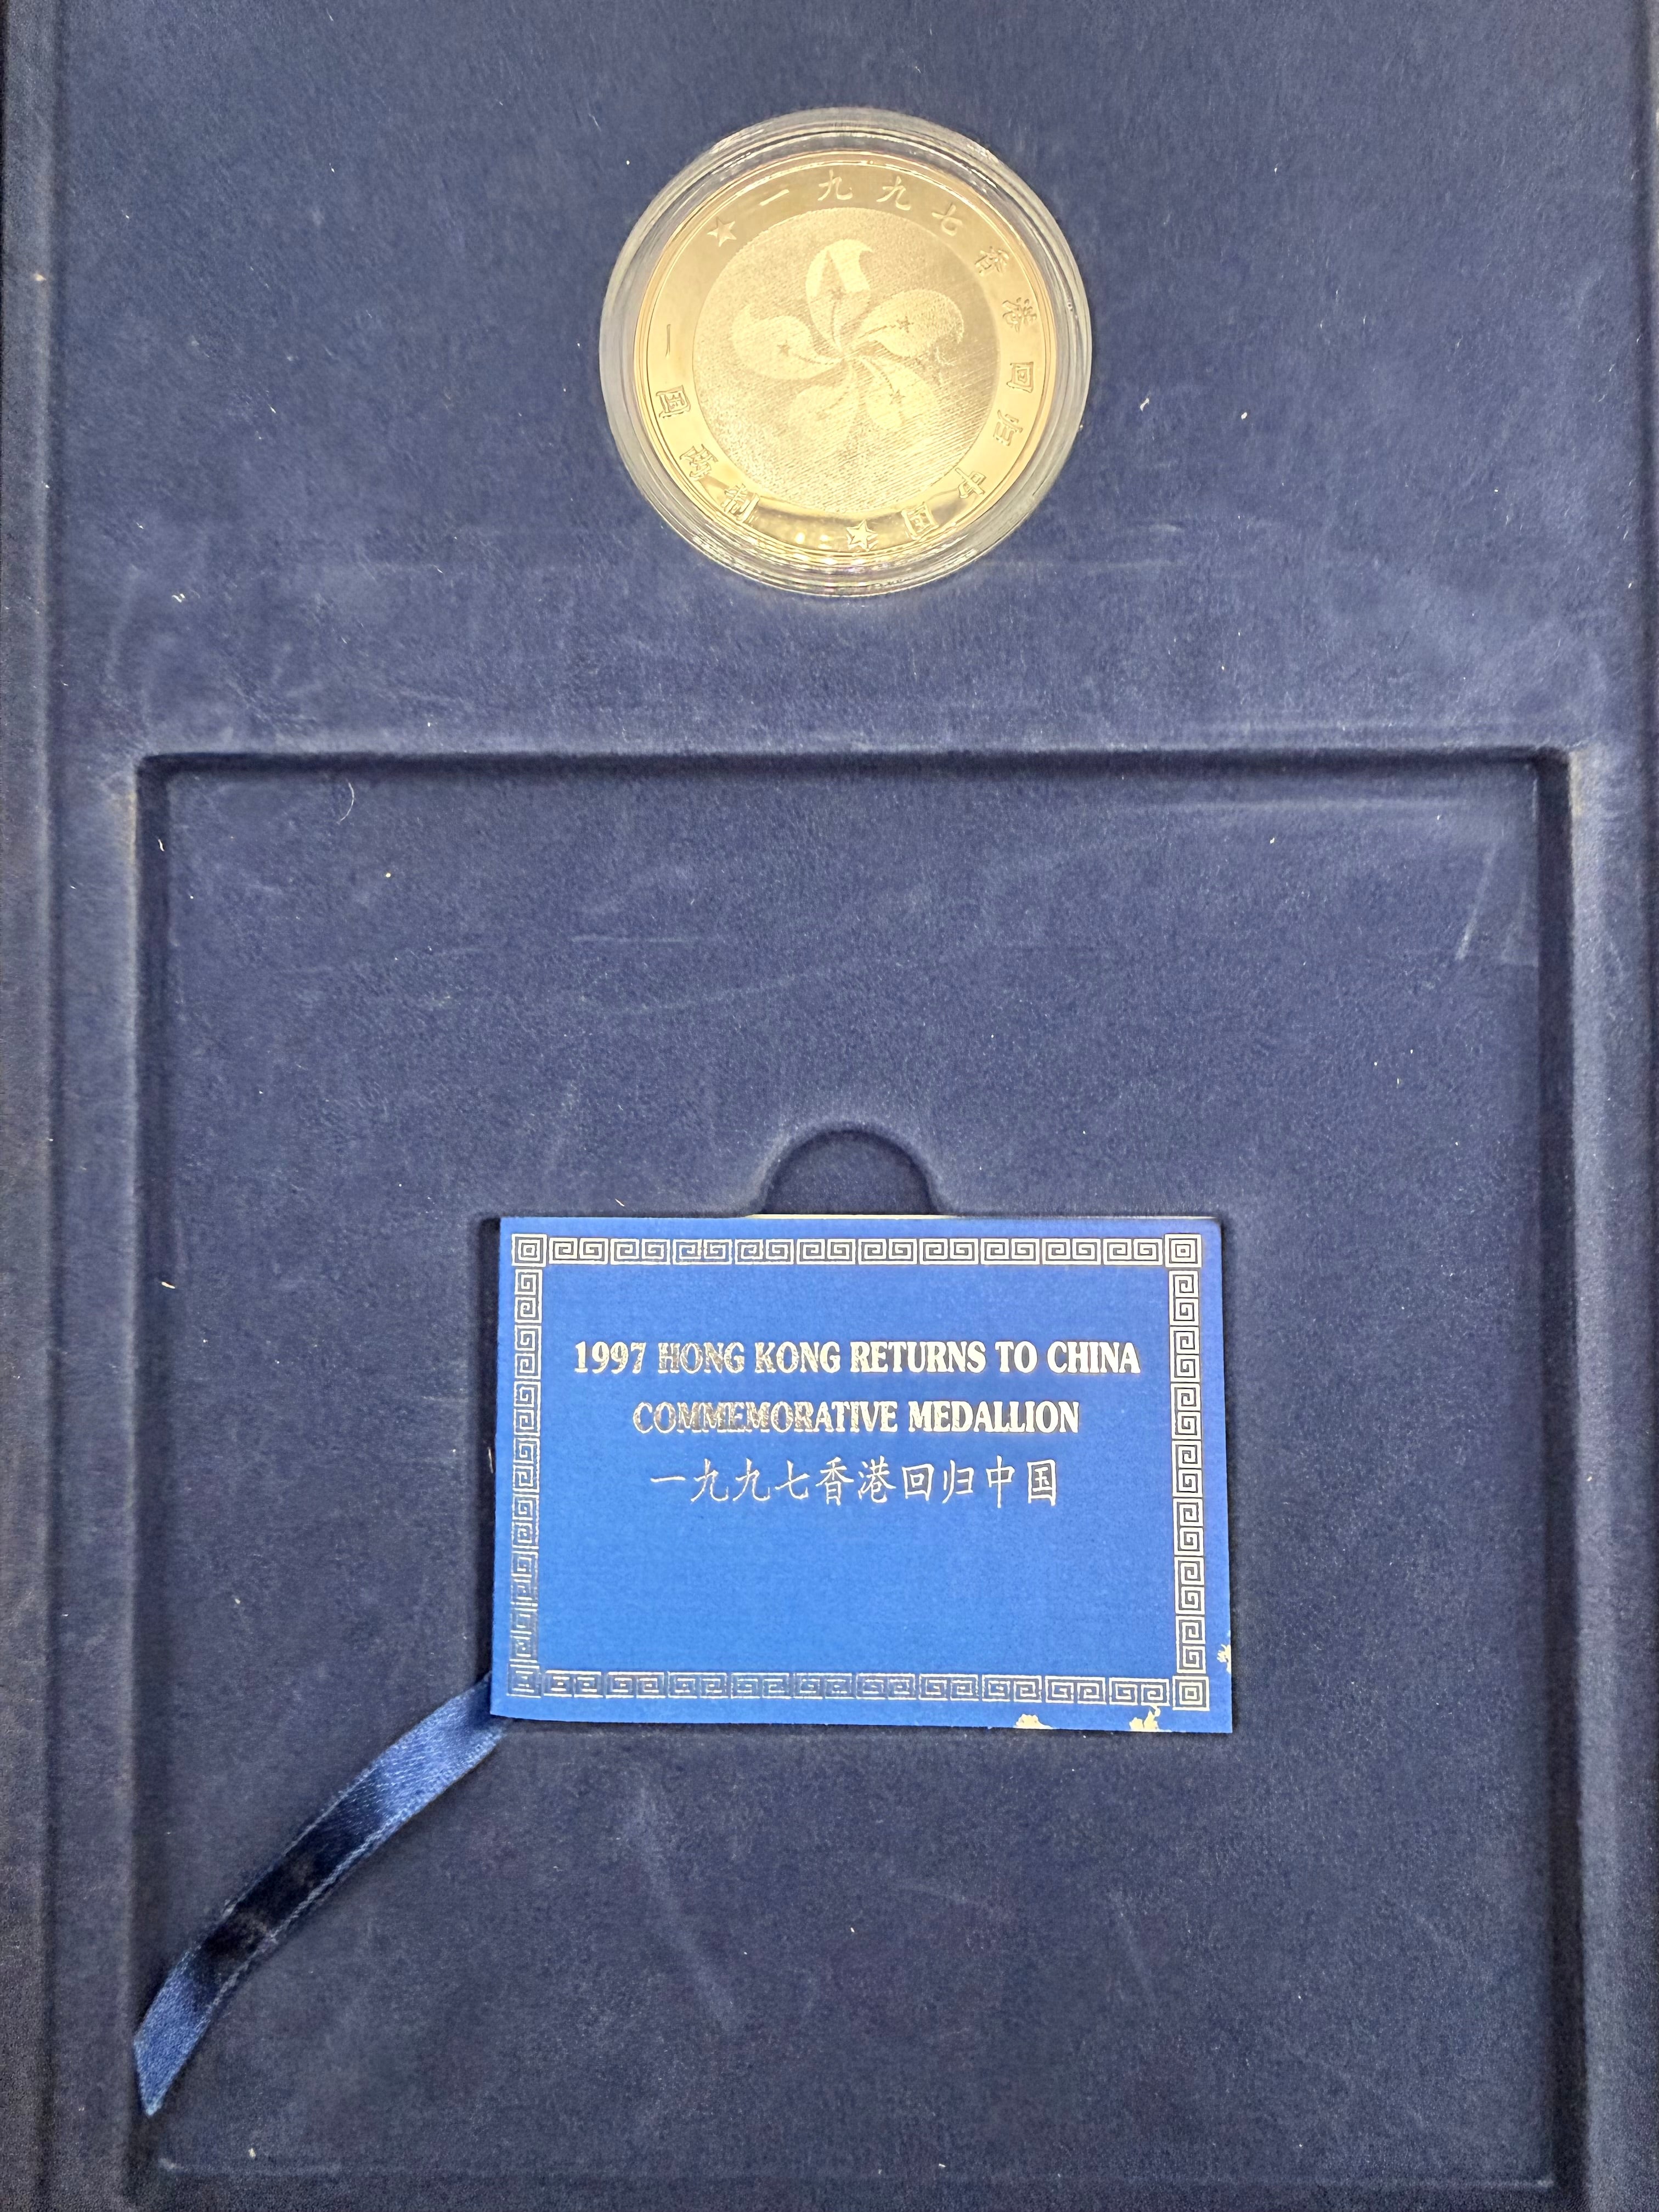 一九九七香港回归中国
一国两制
1997 HONG KONG RETURNS TO CHINA
COMMEMORATIVE MEDALLION
一九九七香港回归中国